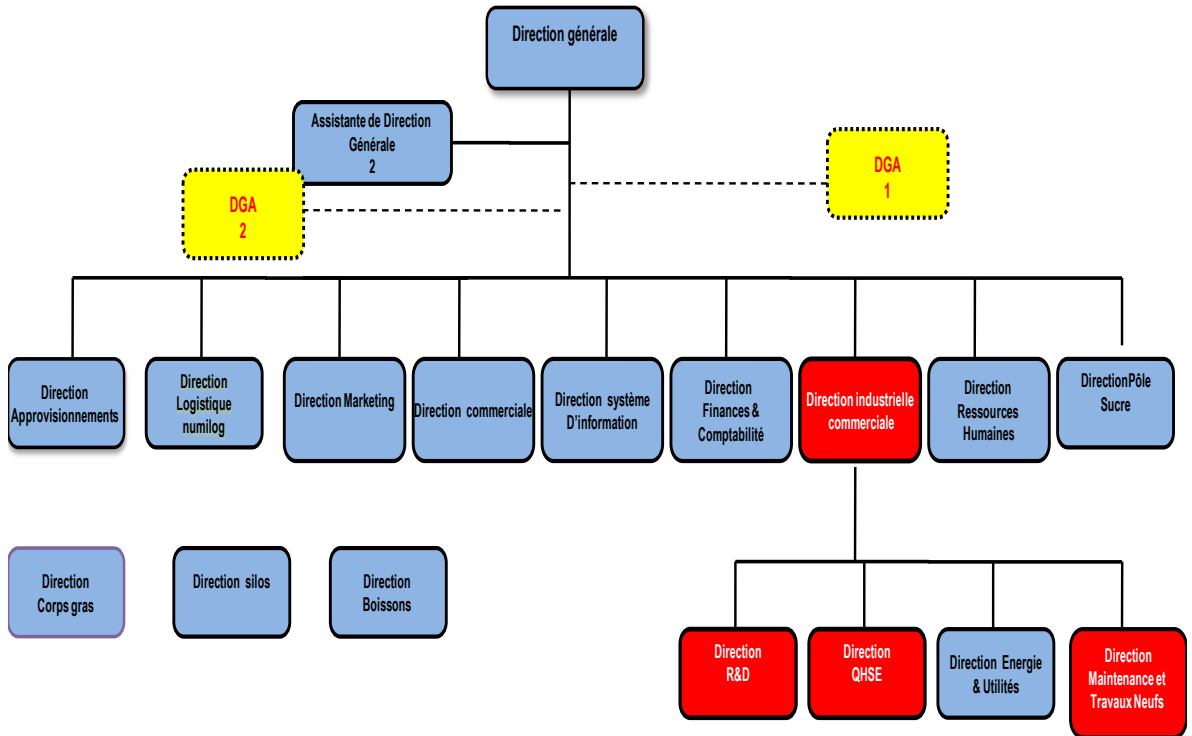 Direction générale
Assistante de Direction
Générale
2
DGA
1
DGA
2
Direction
Approvisionnements
Direction
Logistique
numilog
Direction Marketing
Direction commerciale
Direction système
D'information
Direction
Finances &
Comptabilité
Direction industrielle
commerciale
Direction
Ressources
Humaines
DirectionPôle
Sucre
Direction
Corps gras
Direction silos
Direction
Boissons
Direction
R&D
Direction
QHSE
Direction Energie
& Utilités
Direction
Maintenance et
Travaux Neufs